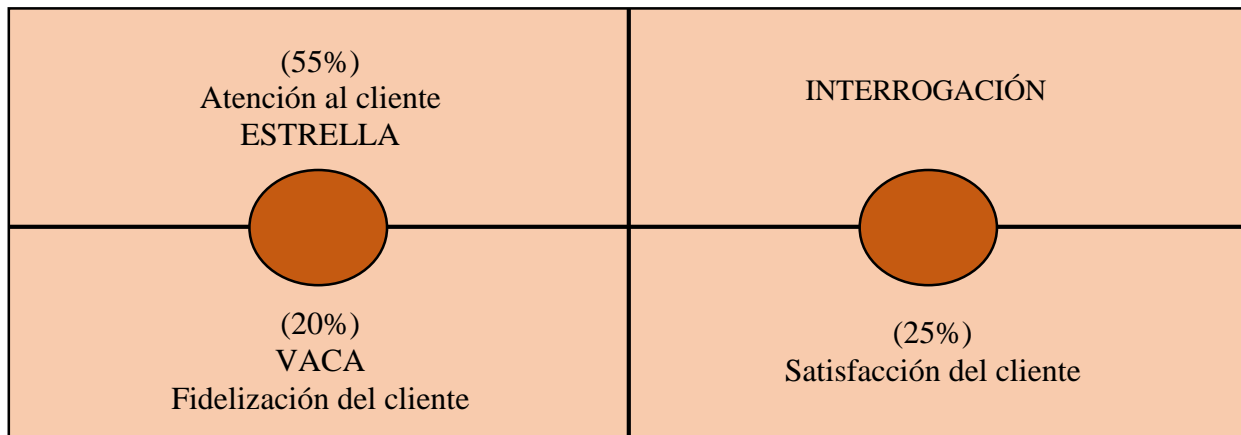 (55%)
Atención al cliente
ESTRELLA
INTERROGACIÓN
(20%)
VACA
Fidelización del cliente
(25%)
Satisfacción del cliente